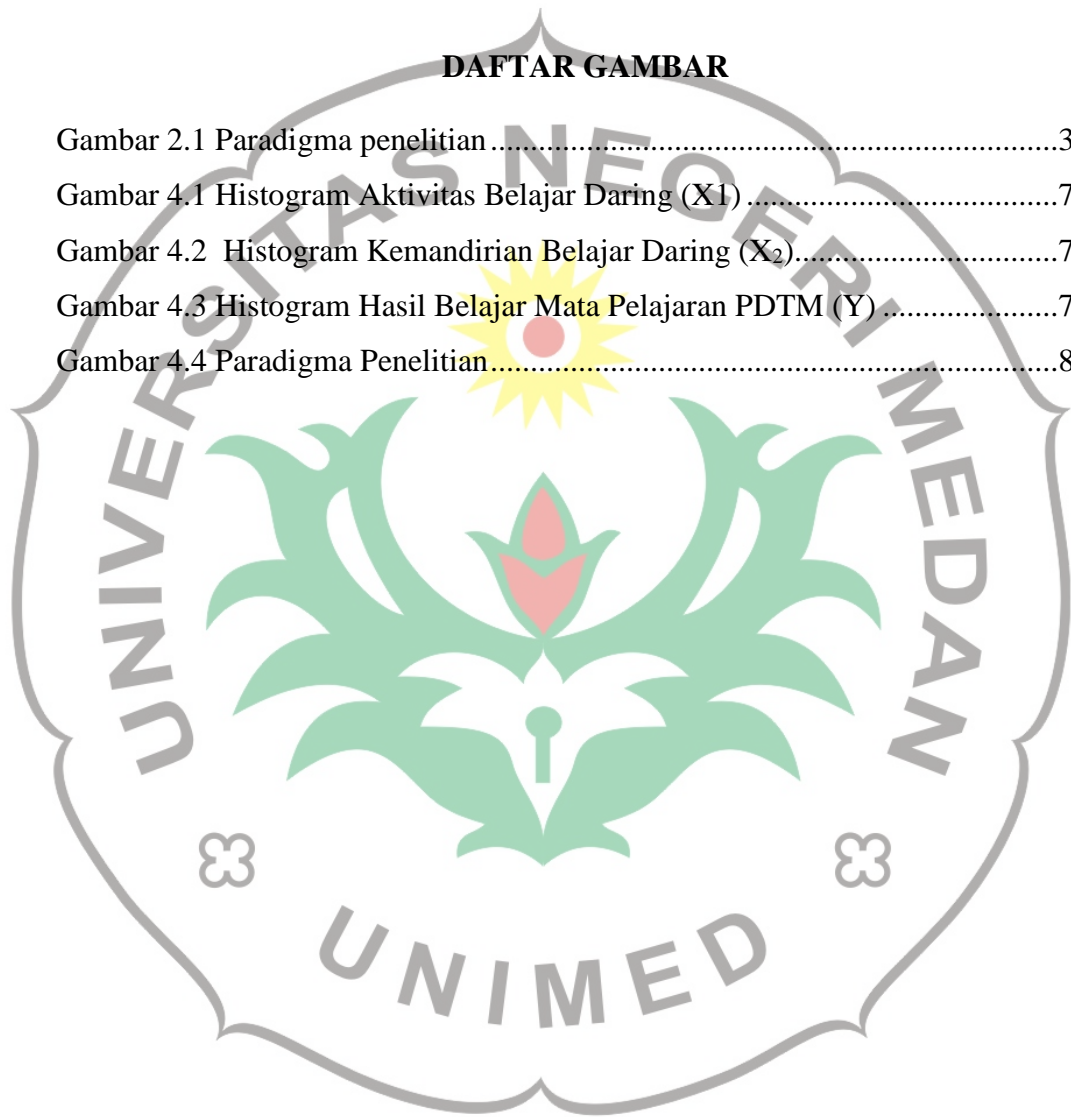 DAFTAR GAMBAR
Gambar 2.1 Paradigma penelitian.....................................................................3
Gambar 4.1 Histogram Aktivitas Belajar Daring (X1)......................................7
Gambar 4.2  Histogram Kemandirian Belajar Daring (X₂)................................7
Gambar 4.3 Histogram Hasil Belajar Mata Pelajaran PDTM (Y) .....................7
Gambar 4.4 Paradigma Penelitian.....................................................................8
UNIVERSITAS NEGERI MEDAN
UNIMED